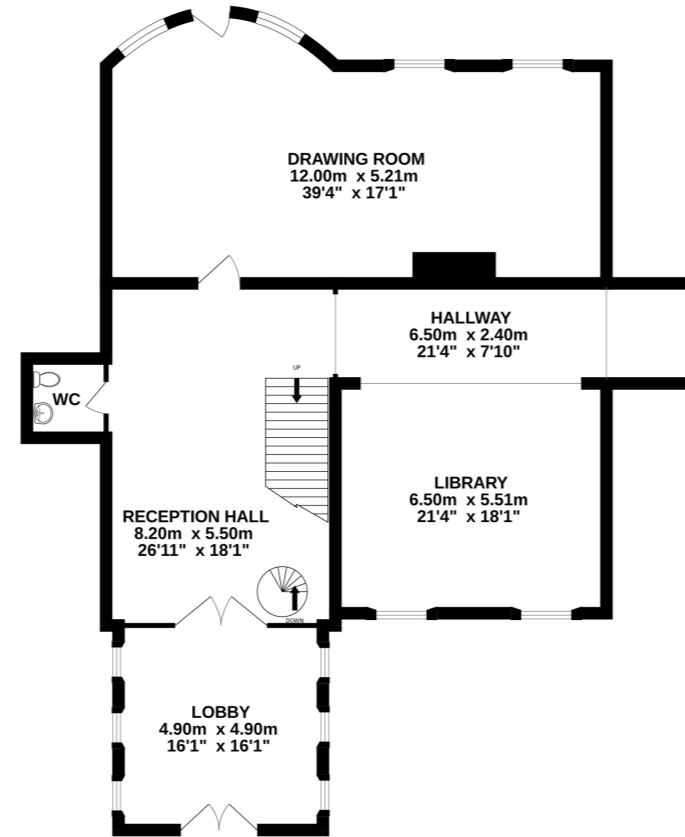 DRAWING ROOM
12.00m x 5.21m
39'4" x 17'1"
HALLWAY
6.50m x 2.40m
21'4" x 7'10"
UP
WC
LIBRARY
6.50m x 5.51m
21'4" x 18'1"
RECEPTION HALL
8.20m x 5.50m
26'11" x 18'1"
DOWN
LOBBY
4.90m x 4.90m
16'1" x 16'1"